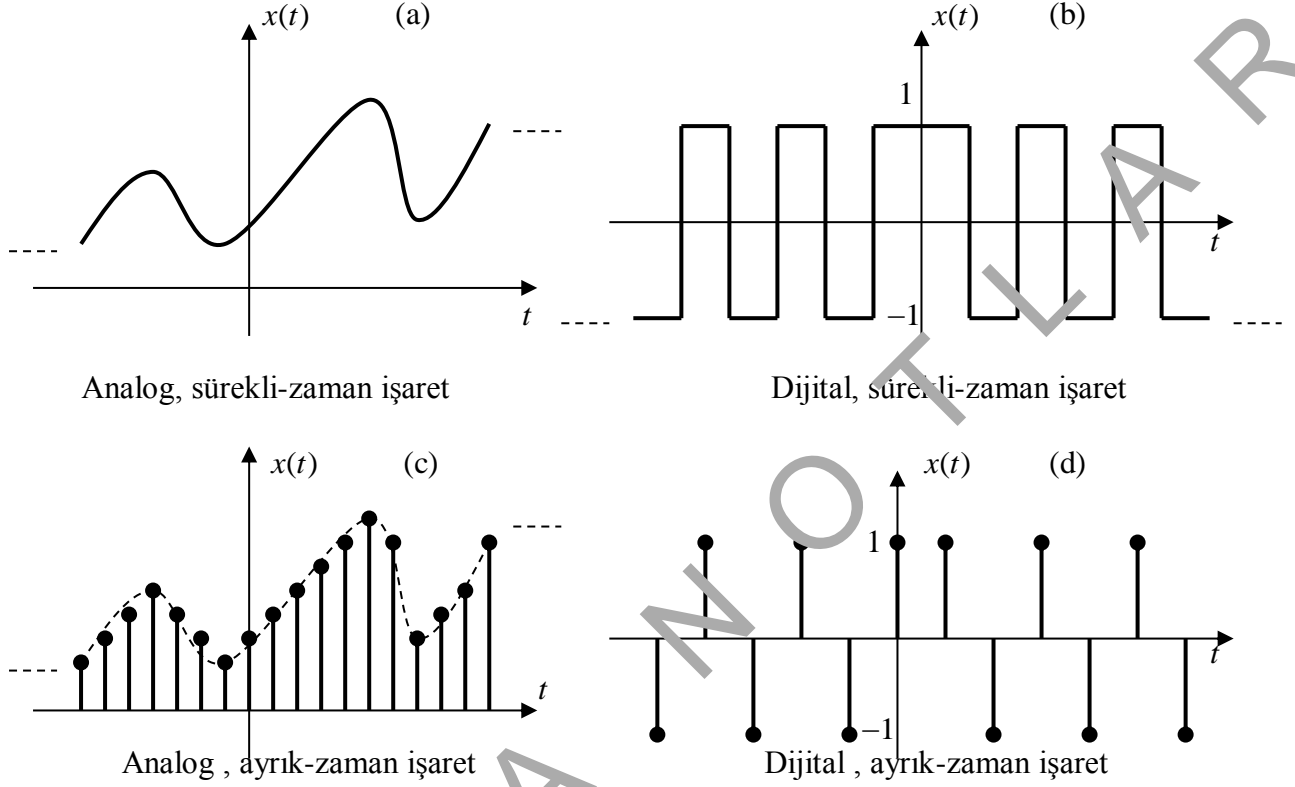 x(t) (a)
t
Analog, sürekli-zaman işaret
x(t) (b)
1
t
–1
Dijital, sürekli-zaman işaret
x(t) (c)
t
Analog , ayrık-zaman işaret
x(t) (d)
1
t
–1
Dijital , ayrık-zaman işaret
A N O T L A R